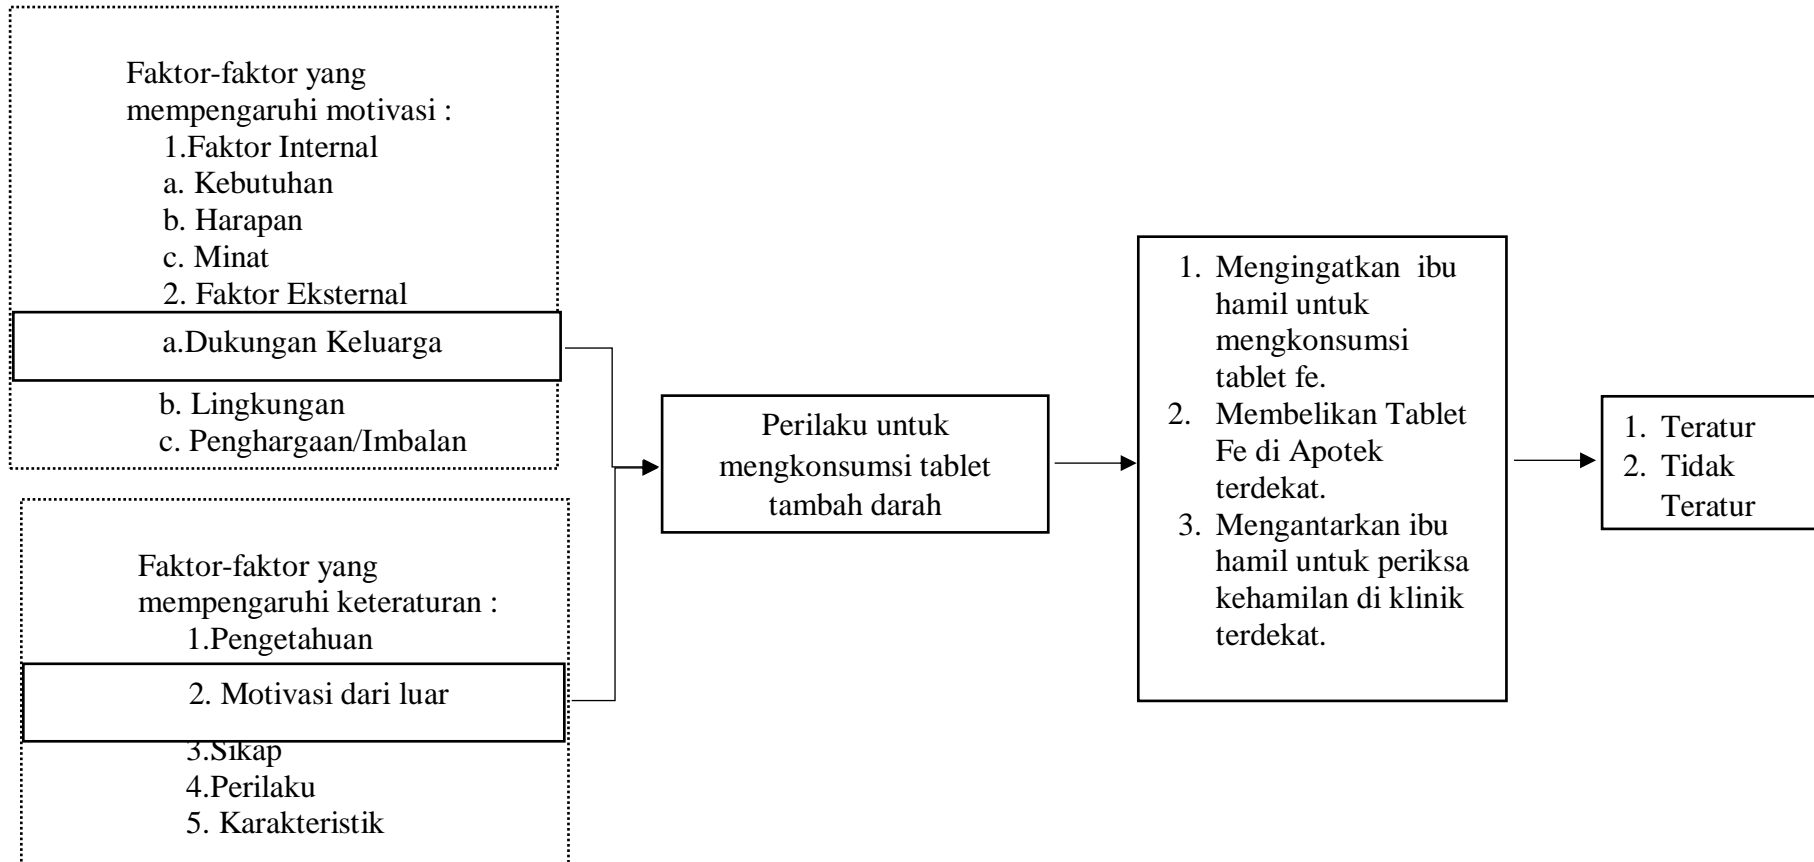 Faktor-faktor yang
mempengaruhi motivasi :
1.Faktor Internal
a. Kebutuhan
b. Harapan
c. Minat
2. Faktor Eksternal
a.Dukungan Keluarga
b. Lingkungan
c. Penghargaan/Imbalan
Faktor-faktor yang
mempengaruhi keteraturan :
1.Pengetahuan
2. Motivasi dari luar
3.Sikap
4.Perilaku
5. Karakteristik
Perilaku untuk
mengkonsumsi tablet
tambah darah
1. Mengingatkan ibu
hamil untuk
mengkonsumsi
tablet fe.
2. Membelikan Tablet
Fe di Apotek
terdekat.
3. Mengantarkan ibu
hamil untuk periksa
kehamilan di klinik
terdekat.
1. Teratur
2. Tidak
Teratur